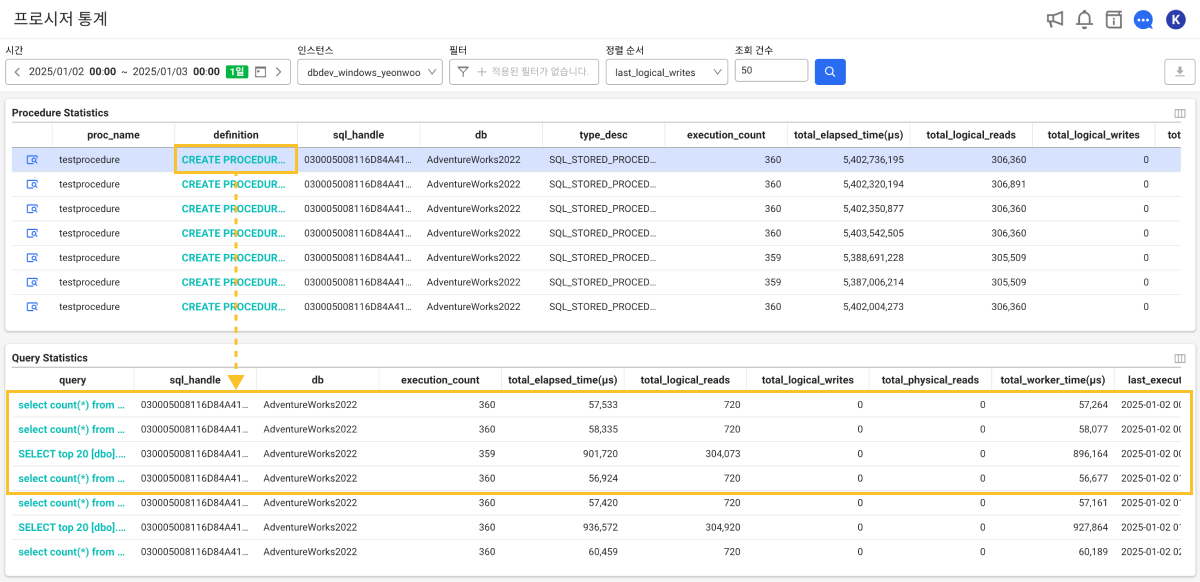 프로시저 통계
K
시간 인스턴스 필터 정렬 순서 조회 건수
2025/01/02 00:00 ~ 2025/01/03 00:00 1일 dbdev_windows_yeonwoo 적용된 필터가 없습니다. last_logical_writes 50
Procedure Statistics
proc_name definition sql_handle db type_desc execution_count total_elapsed_time(μs) total_logical_reads total_logical_writes tot
testprocedure CREATE PROCEDUR... 030005008116D84A41... AdventureWorks2022 SQL_STORED_PROCED... 360 5,402,736,195 306,360 0
testprocedure CREATE PROCEDUR... 030005008116D84A41... AdventureWorks2022 SQL_STORED_PROCED... 360 5,402,320,194 306,891 0
testprocedure CREATE PROCEDUR... 030005008116D84A41... AdventureWorks2022 SQL_STORED_PROCED... 360 5,402,350,877 306,360 0
testprocedure CREATE PROCEDUR... 030005008116D84A41... AdventureWorks2022 SQL_STORED_PROCED... 360 5,403,542,505 306,360 0
testprocedure CREATE PROCEDUR... 030005008116D84A41... AdventureWorks2022 SQL_STORED_PROCED... 359 5,388,691,228 305,509 0
testprocedure CREATE PROCEDUR... 030005008116D84A41... AdventureWorks2022 SQL_STORED_PROCED... 359 5,387,006,214 305,509 0
testprocedure CREATE PROCEDUR... 030005008116D84A41... AdventureWorks2022 SQL_STORED_PROCED... 360 5,402,004,273 306,360 0
Query Statistics
query sql_handle db execution_count total_elapsed_time(μs) total_logical_reads total_logical_writes total_physical_reads total_worker_time(μs) last_execut
select count(*) from ... 030005008116D84A41... AdventureWorks2022 360 57,533 720 0 0 57,264 2025-01-02 00
select count(*) from ... 030005008116D84A41... AdventureWorks2022 360 58,335 720 0 0 58,077 2025-01-02 00
SELECT top 20 [dbo].... 030005008116D84A41... AdventureWorks2022 359 901,720 304,073 0 0 896,164 2025-01-02 00
select count(*) from ... 030005008116D84A41... AdventureWorks2022 360 56,924 720 0 0 56,677 2025-01-02 01
select count(*) from ... 030005008116D84A41... AdventureWorks2022 360 57,420 720 0 0 57,161 2025-01-02 01
SELECT top 20 [dbo].... 030005008116D84A41... AdventureWorks2022 360 936,572 304,920 0 0 927,864 2025-01-02 01
select count(*) from ... 030005008116D84A41... AdventureWorks2022 360 60,459 720 0 0 60,189 2025-01-02 02